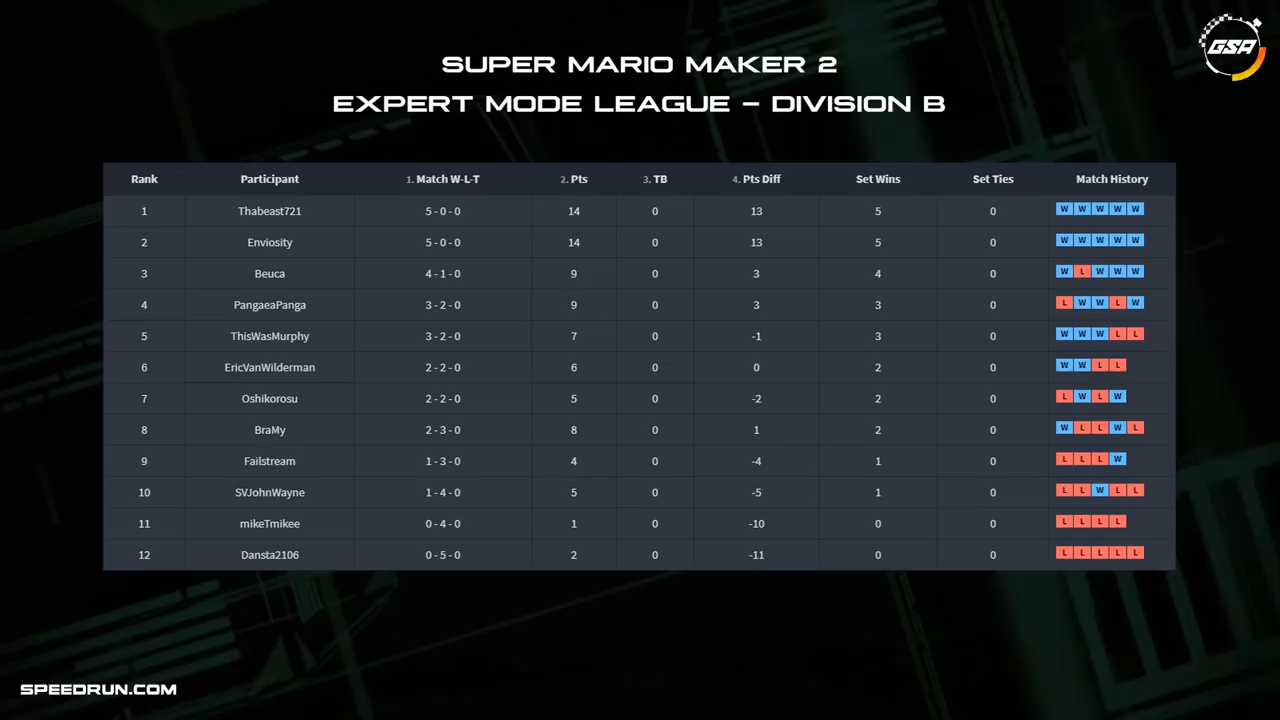 GSA
SUPER MARIO MAKER 2
EXPERT MODE LEAGUE - DIVISION B
Rank Participant 1. Match W-L-T 2. Pts 3. TB 4. Pts Diff Set Wins Set Ties Match History
1 Thabeast721 5 - 0 - 0 14 0 13 5 0 W W W W W
2 Enviosity 5 - 0 - 0 14 0 13 5 0 W W W W W
3 Beuca 4 - 1 - 0 9 0 3 4 0 W L W W W
4 PangaeaPanga 3 - 2 - 0 9 0 3 3 0 L W W L W
5 ThisWasMurphy 3 - 2 - 0 7 0 -1 3 0 W W W L L
6 EricVanWilderman 2 - 2 - 0 6 0 0 2 0 W W L L
7 Oshikorosu 2 - 2 - 0 5 0 -2 2 0 L W L W
8 BraMy 2 - 3 - 0 8 0 1 2 0 W L L W L
9 Failstream 1 - 3 - 0 4 0 -4 1 0 L L L W
10 SVJohnWayne 1 - 4 - 0 5 0 -5 1 0 L L W L L
11 mikeTmikee 0 - 4 - 0 1 0 -10 0 0 L L L L
12 Dansta2106 0 - 5 - 0 2 0 -11 0 0 L L L L L
SPEEDRUN.COM